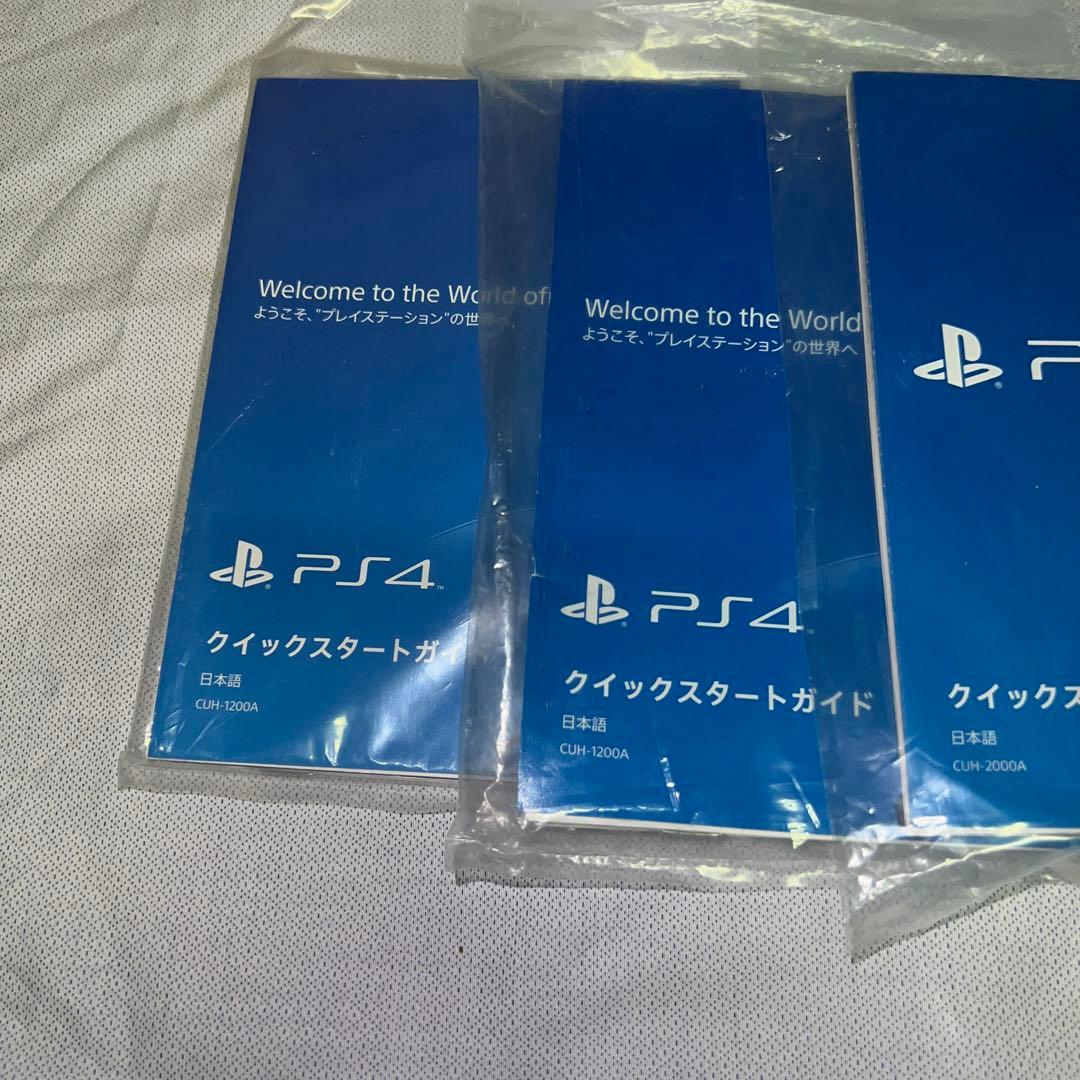 Welcome to the World of
ようこそ、"プレイステーション"の世
PS4™
クイックスタートガイ
日本語
CUH-1200A
Welcome to the World
ようこそ、"プレイステーション"の世界へ
PS4™
クイックスタートガイド
日本語
CUH-1200A
クイックス
日本語
CUH-2000A